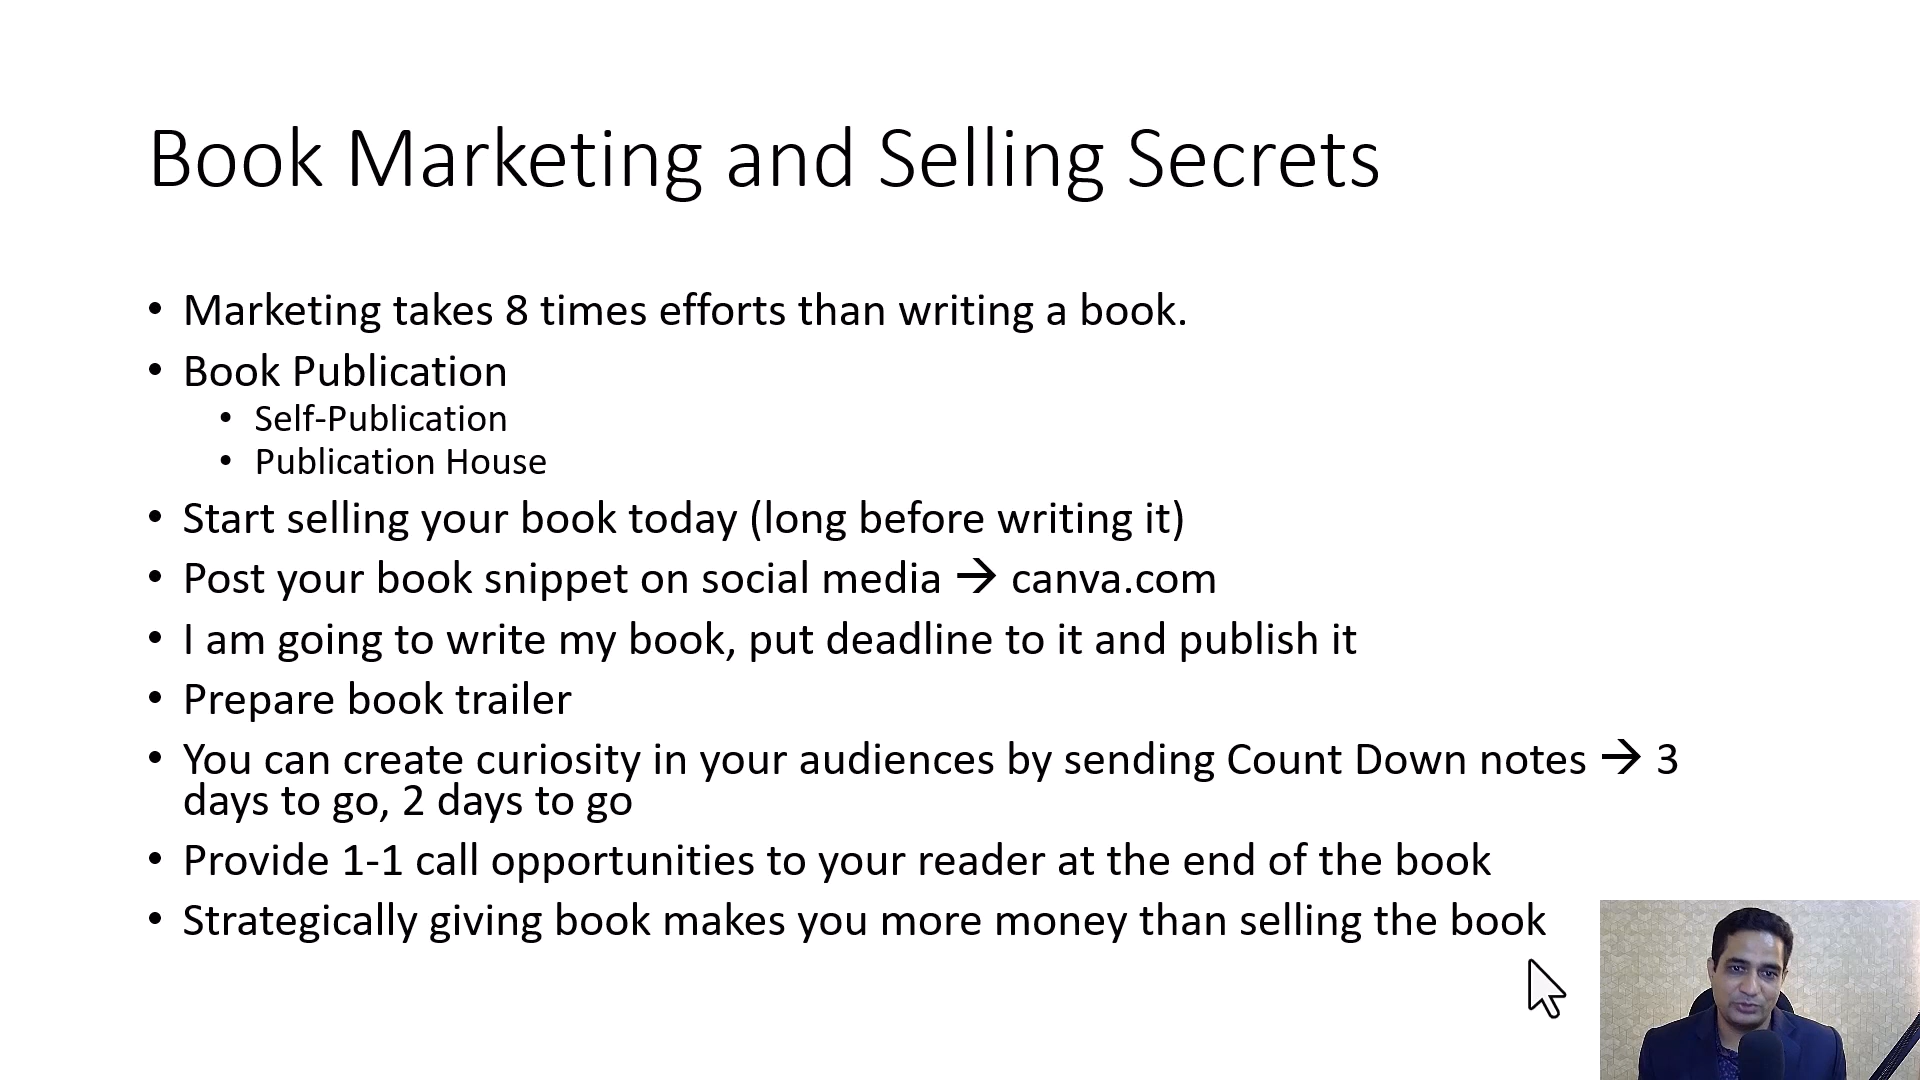 Book Marketing and Selling Secrets
• Marketing takes 8 times efforts than writing a book.
• Book Publication
• Self-Publication
• Publication House
• Start selling your book today (long before writing it)
• Post your book snippet on social media → canva.com
• I am going to write my book, put deadline to it and publish it
• Prepare book trailer
• You can create curiosity in your audiences by sending Count Down notes → 3
days to go, 2 days to go
• Provide 1-1 call opportunities to your reader at the end of the book
• Strategically giving book makes you more money than selling the book